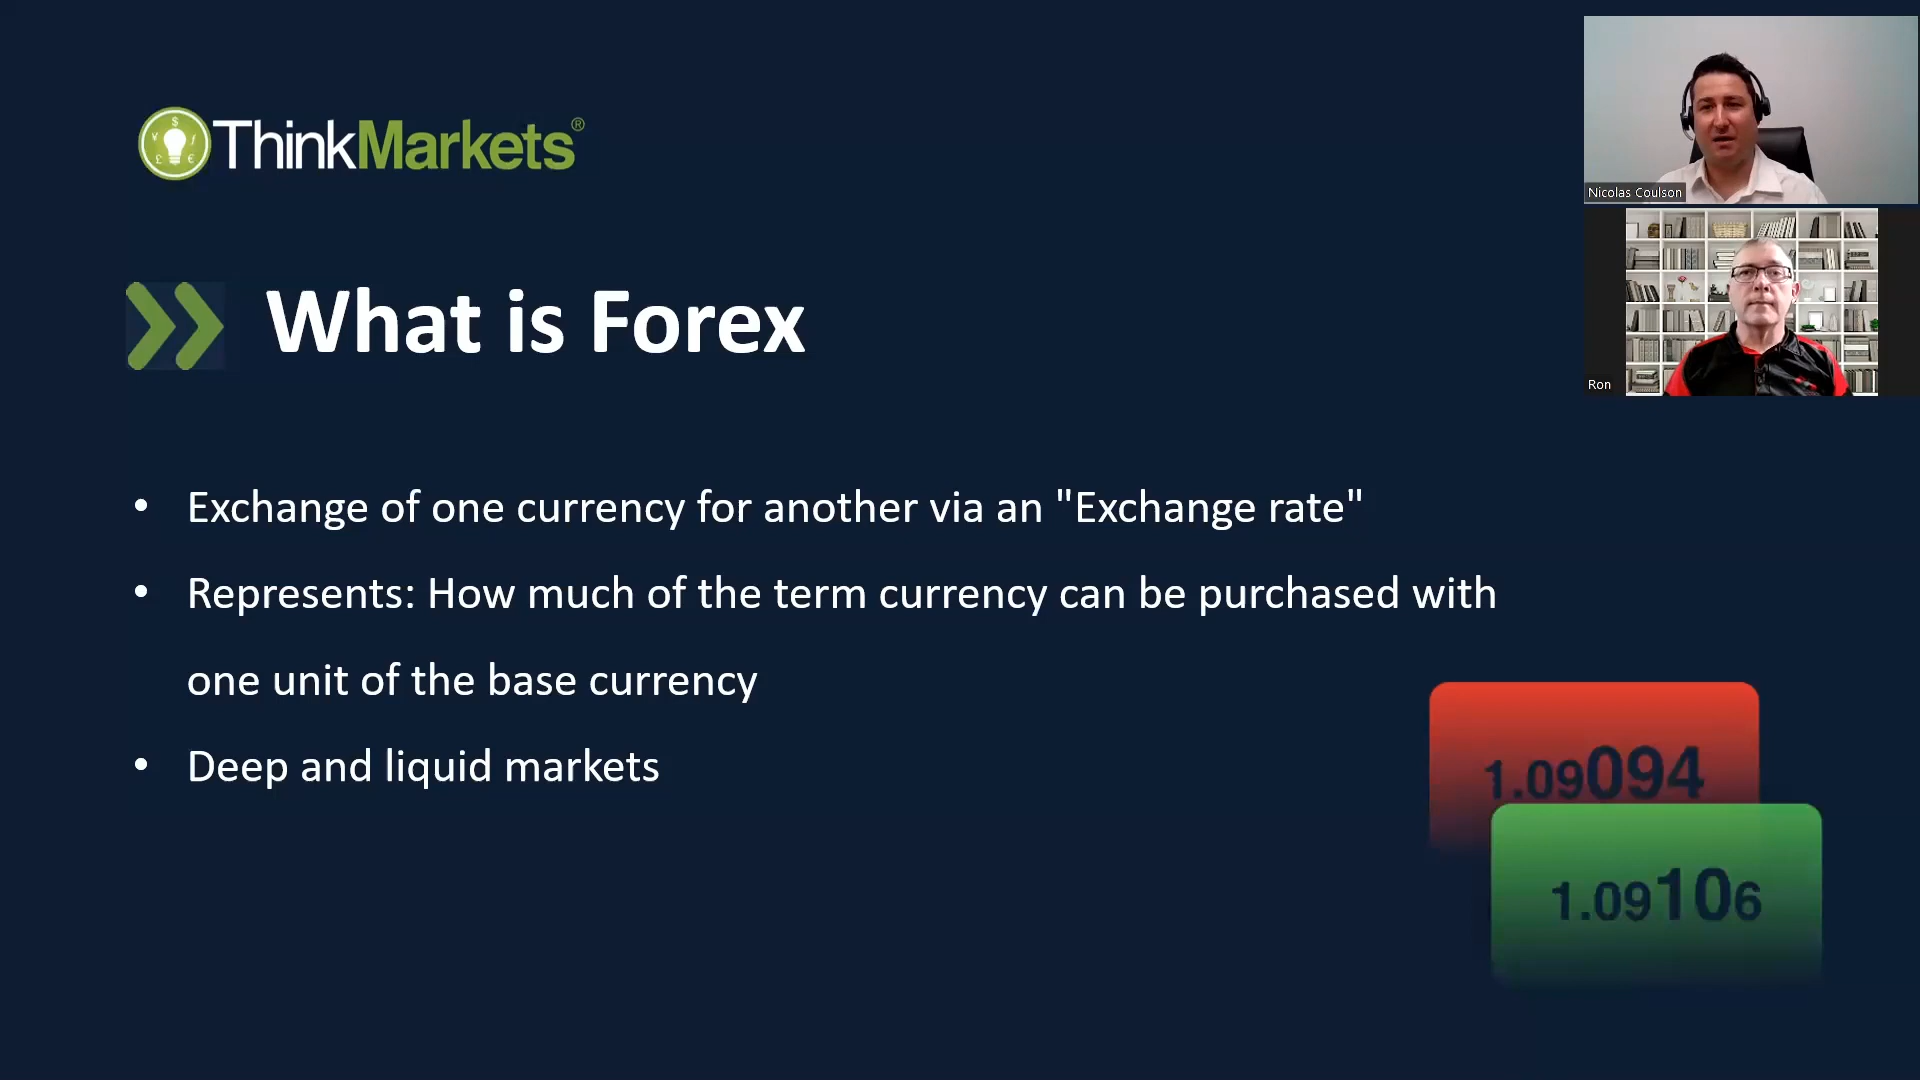 ThinkMarkets®
What is Forex
• Exchange of one currency for another via an "Exchange rate"
• Represents: How much of the term currency can be purchased with
one unit of the base currency
• Deep and liquid markets
1.09094
1.09106
Nicolas Coulson
Ron